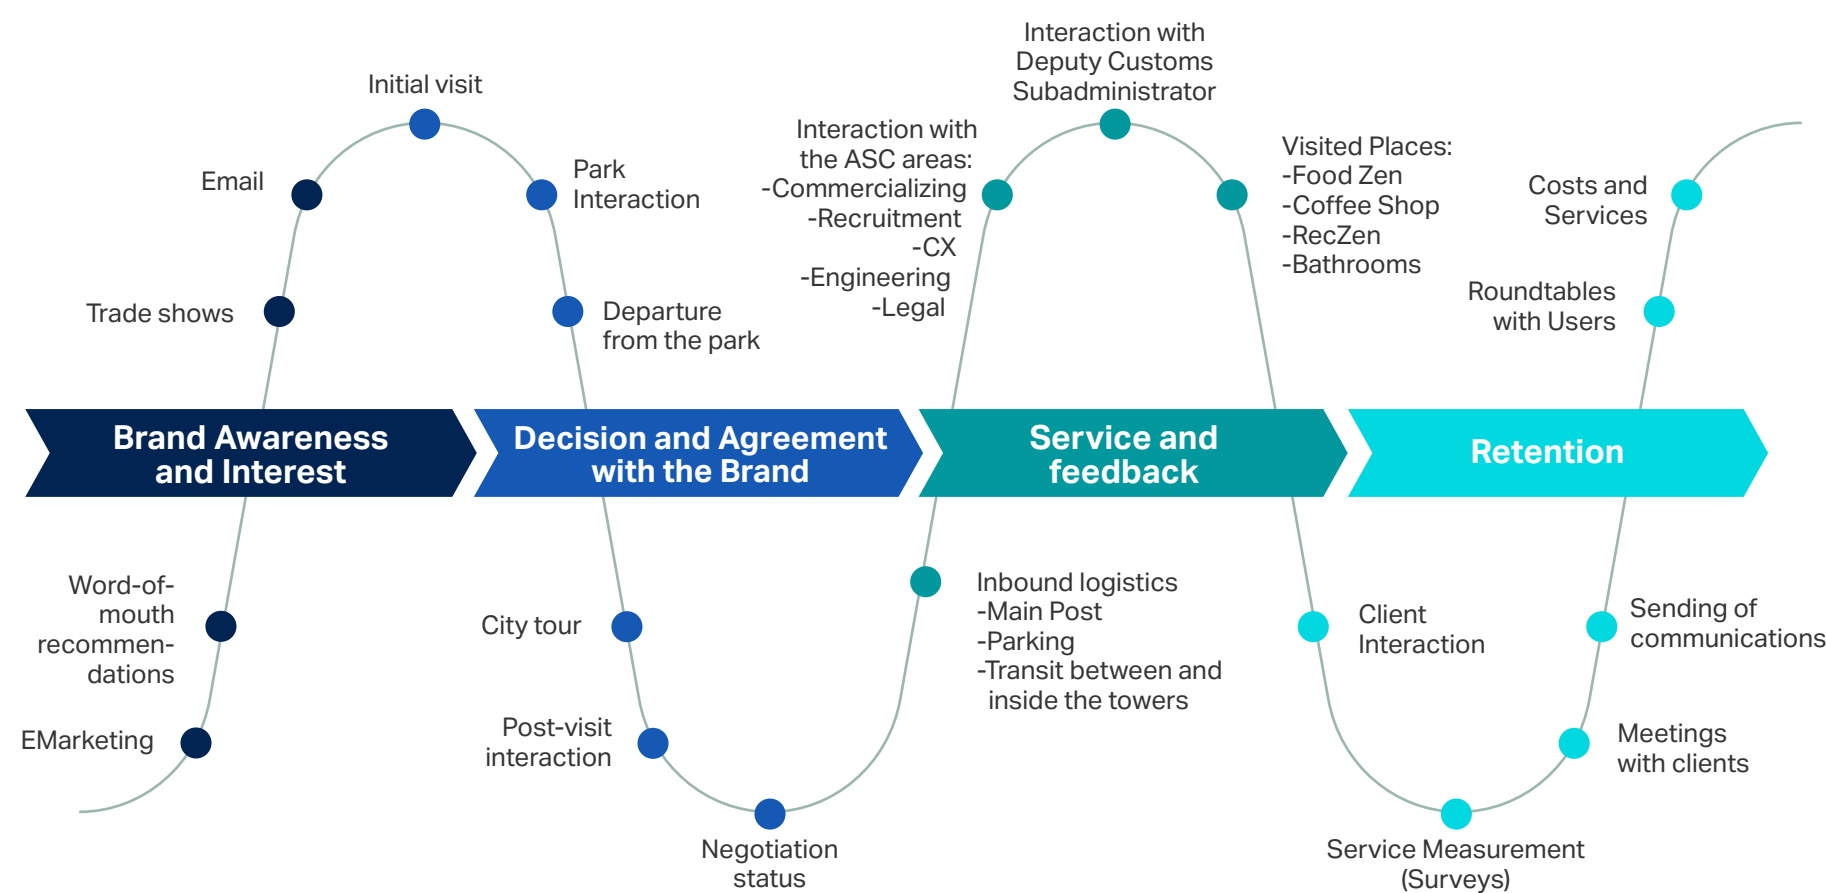 Initial visit
Email
Park
Interaction
Trade shows
Departure
from the park
Interaction with
Deputy Customs
Subadministrator
Interaction with
the ASC areas:
-Commercializing
-Recruitment
-CX
-Engineering
-Legal
Visited Places:
-Food Zen
-Coffee Shop
-RecZen
-Bathrooms
Costs and
Services
Roundtables
with Users
Brand Awareness
and Interest
Decision and Agreement
with the Brand
Service and
feedback
Retention
Word-of-
mouth
recommen-
dations
EMarketing
City tour
Post-visit
interaction
Negotiation
status
Inbound logistics
-Main Post
-Parking
-Transit between and
inside the towers
Client
Interaction
Service Measurement
(Surveys)
Sending of
communications
Meetings
with clients